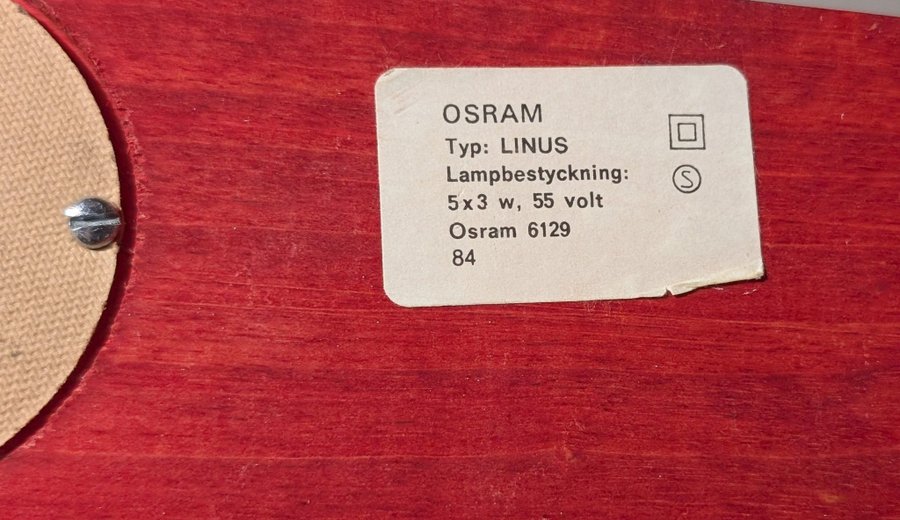 OSRAM
Typ: LINUS
Lampbestyckning:
5x3 w, 55 volt
Osram 6129
84
S